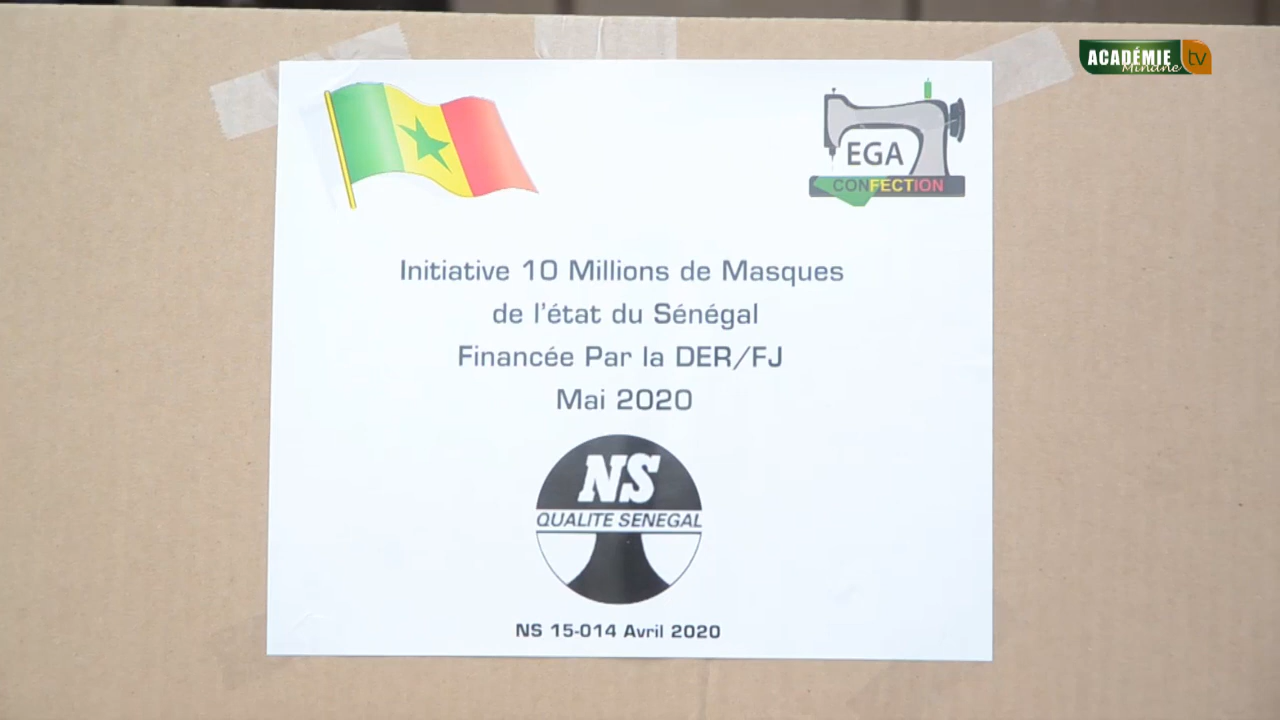 ACADÉMIE tv
Minane
EGA
CONFECTION
Initiative 10 Millions de Masques
de l'état du Sénégal
Financée Par la DER/FJ
Mai 2020
NS
QUALITE SENEGAL
NS 15-014 Avril 2020